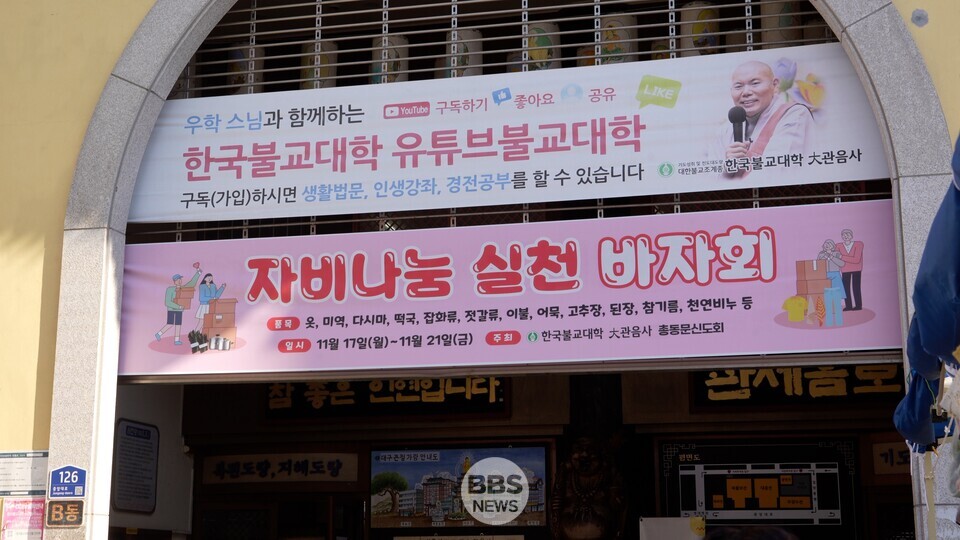 우학 스님과 함께하는
YouTube 구독하기 좋아요 공유 LIKE
한국불교대학 유튜브불교대학
구독(가입)하시면 생활법문, 인생강좌, 경전공부를 할 수 있습니다
대한불교조계종 한국불교대학 大관음사
자비나눔 실천 바자회
품목 옷, 미역, 다시마, 떡국, 잡화류, 젓갈류, 이불, 어묵, 고추장, 된장, 참기름, 천연비누 등
일시 11월 17일(월)~11월 21일(금) 주최 한국불교대학 大관음사 총동문신도회
참 좋은 인연입니다
126
B동
BBS
NEWS